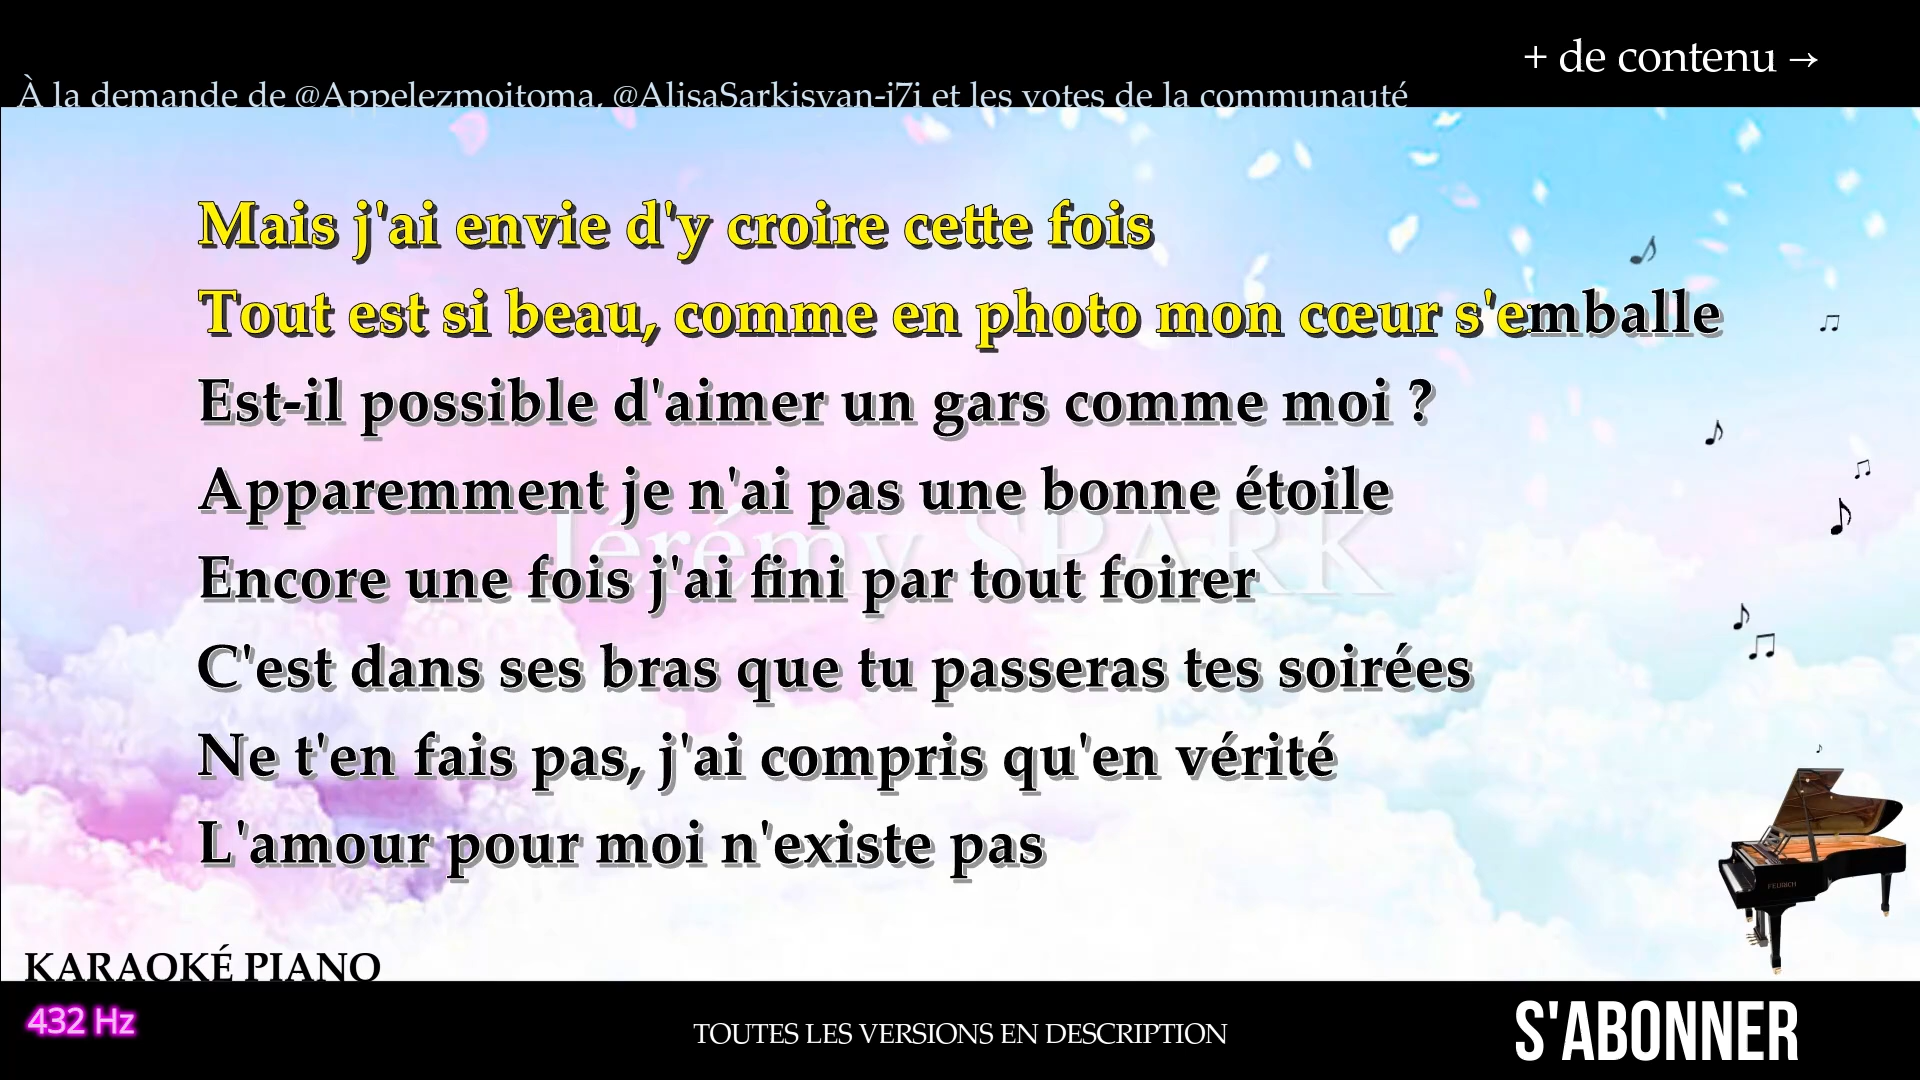 + de contenu →
À la demande de @Appelezmoitoma, @AlisaSarkisyan-j7i et les votes de la communauté
Mais j'ai envie d'y croire cette fois
Tout est si beau, comme en photo mon cœur s'emballe
Est-il possible d'aimer un gars comme moi ?
Apparemment je n'ai pas une bonne étoile
Jérémy SPARK
Encore une fois j'ai fini par tout foirer
C'est dans ses bras que tu passeras tes soirées
Ne t'en fais pas, j'ai compris qu'en vérité
L'amour pour moi n'existe pas
FEURICH
KARAOKÉ PIANO
432 Hz
TOUTES LES VERSIONS EN DESCRIPTION
S'ABONNER